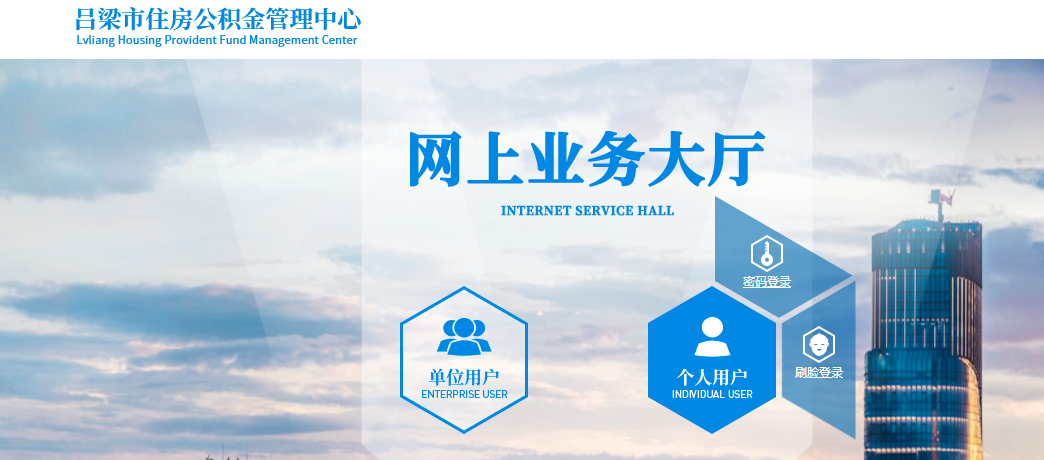 吕梁市住房公积金管理中心
Lvliang Housing Provident Fund Management Center
网上业务大厅
INTERNET SERVICE HALL
密码登录
单位用户
ENTERPRISE USER
个人用户
INDIVIDUAL USER
刷脸登录